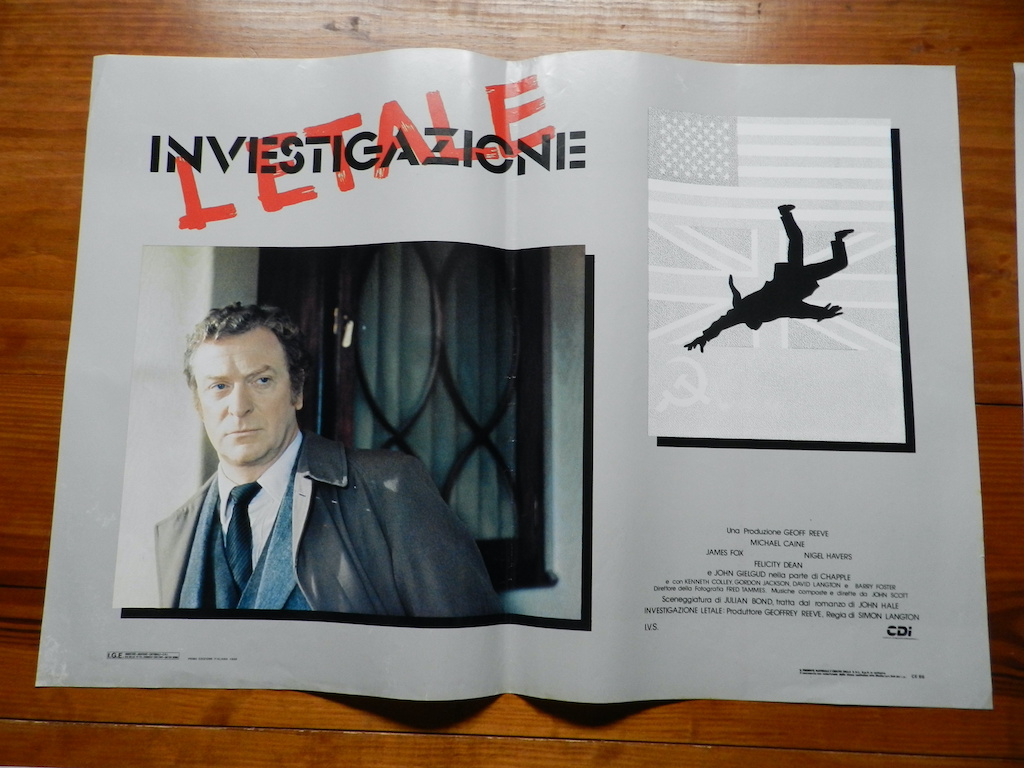 INVESTIGAZIONE
LETALE
Una Produzione GEOFF REEVE
MICHAEL CAINE
JAMES FOX NIGEL HAVERS
FELICITY DEAN
e JOHN GIELGUD nella parte di CHAPPLE
e con KENNETH COLLEY, GORDON JACKSON, DAVID LANGTON e BARRY FOSTER
Direttore della Fotografia FRED TAMMES. Musiche composte e dirette da JOHN SCOTT
Sceneggiatura di JULIAN BOND, tratta dal romanzo di JOHN HALE
INVESTIGAZIONE LETALE: Produttore GEOFFREY REEVE. Regia di SIMON LANGTON
I.V.S.
CDi
I.G.E.